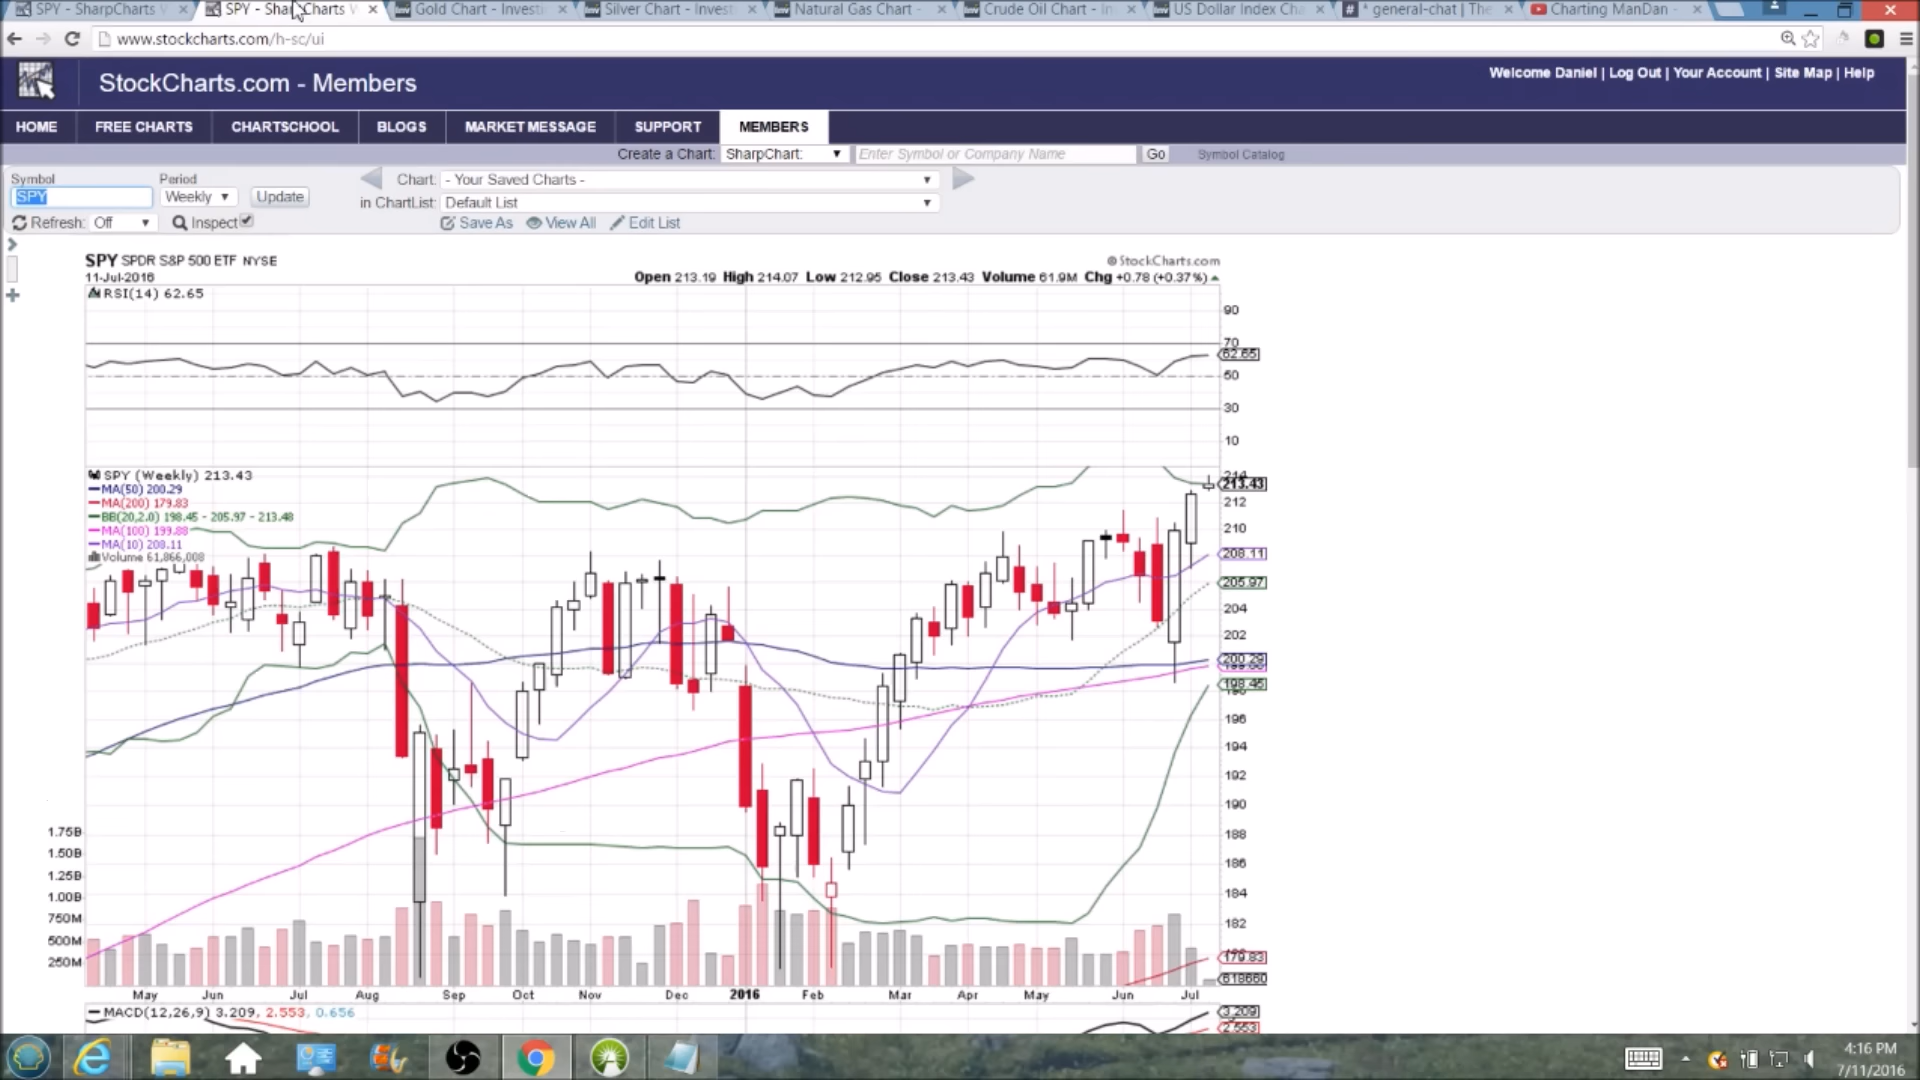 SPY - SharpCharts W
SPY - SharpCharts W
Gold Chart - Investi
Silver Chart - Invest
Natural Gas Chart -
Crude Oil Chart - In
US Dollar Index Cha
* general-chat | The
Charting ManDan -
www.stockcharts.com/h-sc/ui
StockCharts.com - Members
Welcome Daniel | Log Out | Your Account | Site Map | Help
HOME
FREE CHARTS
CHARTSCHOOL
BLOGS
MARKET MESSAGE
SUPPORT
MEMBERS
Create a Chart:
SharpChart:
Enter Symbol or Company Name
Go
Symbol Catalog
Symbol
Period
SPY
Weekly
Update
Chart:
- Your Saved Charts -
in ChartList:
Default List
Refresh:
Off
Inspect
Save As
View All
Edit List
SPY SPDR S&P 500 ETF NYSE
© StockCharts.com
11-Jul-2016
Open 213.19 High 214.07 Low 212.95 Close 213.43 Volume 61.9M Chg +0.78 (+0.37%)
RSI(14) 62.65
90
70
62.65
50
30
10
SPY (Weekly) 213.43
MA(50) 200.29
MA(200) 179.83
BB(20,2.0) 198.45 - 205.97 - 213.48
MA(100) 199.88
MA(10) 208.11
Volume 61,866,008
214
213.43
212
210
208.11
205.97
204
202
200.29
198.45
196
194
192
190
188
186
184
182
179.83
618660
1.75B
1.50B
1.25B
1.00B
750M
500M
250M
May
Jun
Jul
Aug
Sep
Oct
Nov
Dec
2016
Feb
Mar
Apr
May
Jun
Jul
MACD(12,26,9) 3.209, 2.553, 0.656
3.209
2.553
4:16 PM
7/11/2016